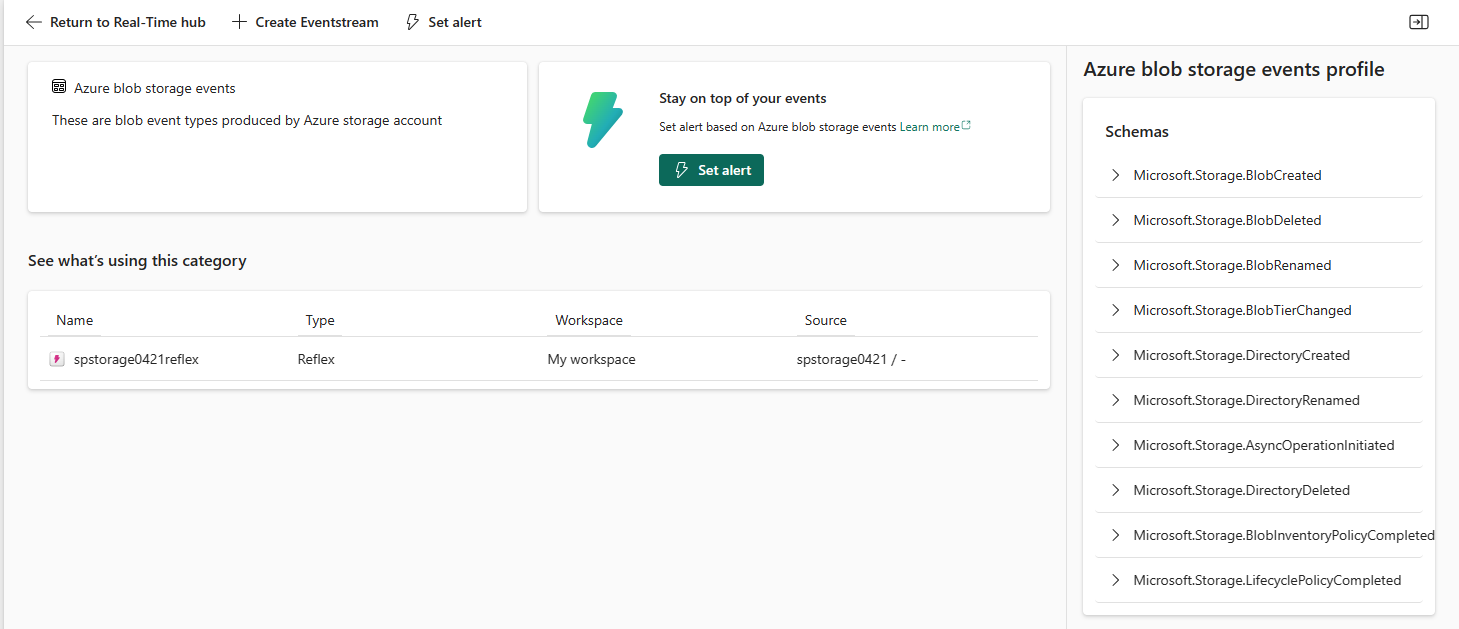 Return to Real-Time hub Create Eventstream Set alert
Azure blob storage events
These are blob event types produced by Azure storage account
Stay on top of your events
Set alert based on Azure blob storage events Learn more
Set alert
See what's using this category
Name Type Workspace Source
spstorage0421reflex Reflex My workspace spstorage0421 / -
Azure blob storage events profile
Schemas
Microsoft.Storage.BlobCreated
Microsoft.Storage.BlobDeleted
Microsoft.Storage.BlobRenamed
Microsoft.Storage.BlobTierChanged
Microsoft.Storage.DirectoryCreated
Microsoft.Storage.DirectoryRenamed
Microsoft.Storage.AsyncOperationInitiated
Microsoft.Storage.DirectoryDeleted
Microsoft.Storage.BlobInventoryPolicyCompleted
Microsoft.Storage.LifecyclePolicyCompleted